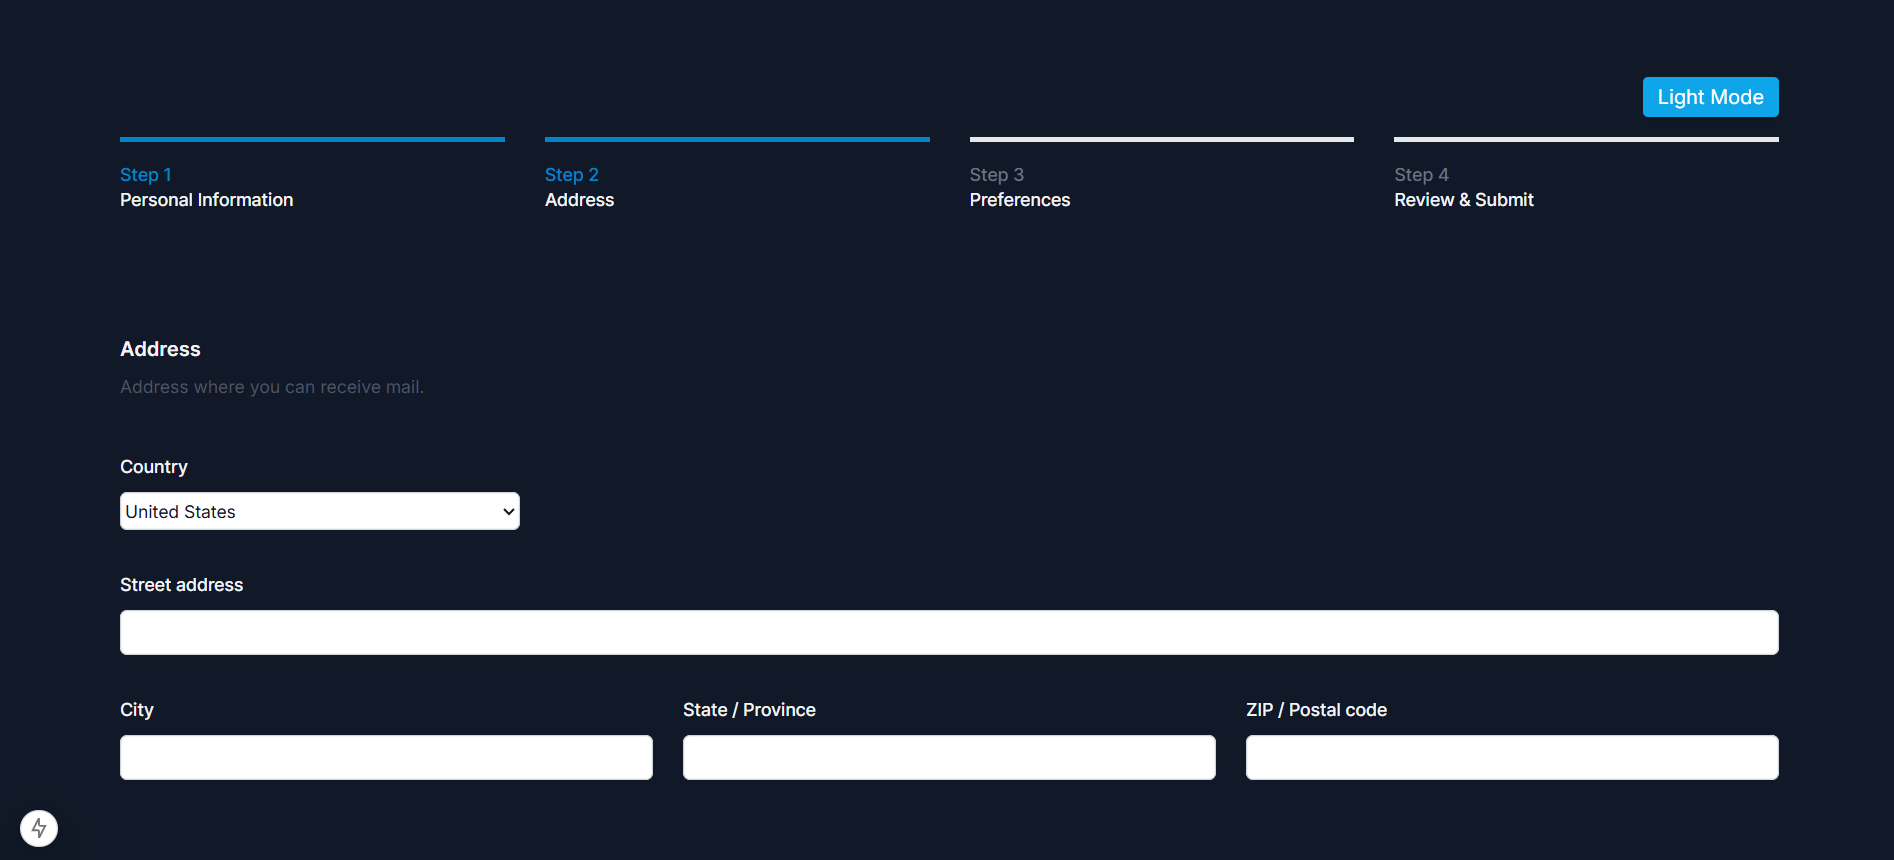 Light Mode
Step 1
Personal Information
Step 2
Address
Step 3
Preferences
Step 4
Review & Submit
Address
Address where you can receive mail.
Country
United States
Street address
City
State / Province
ZIP / Postal code